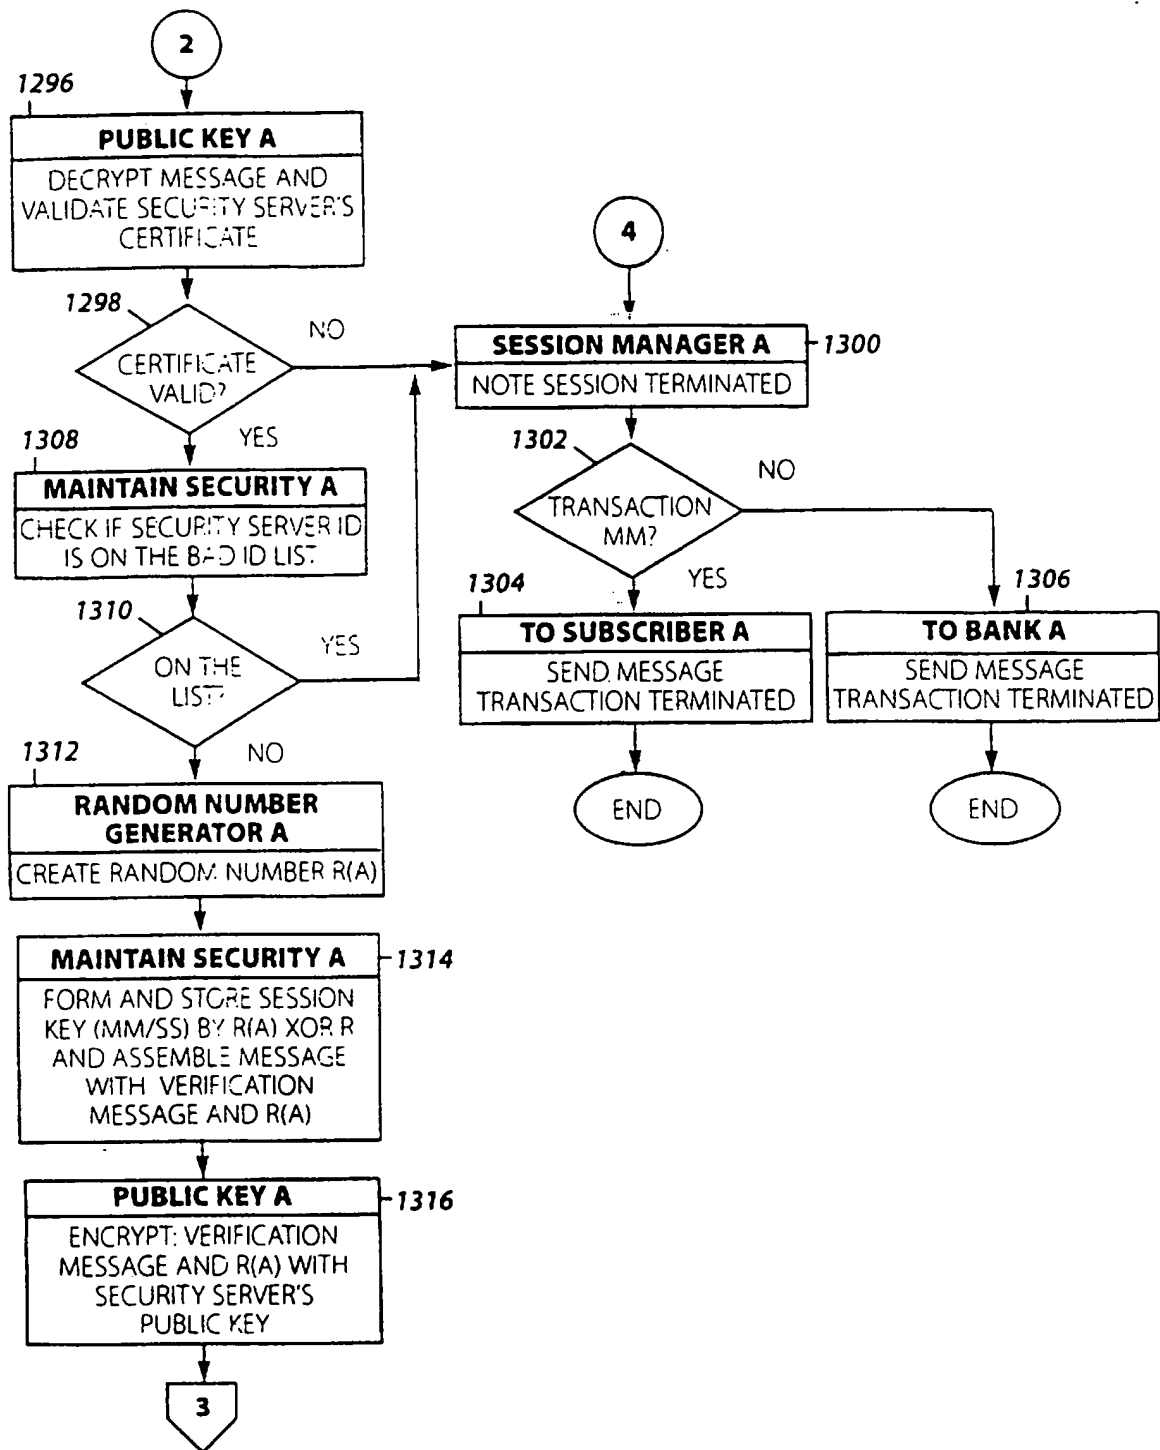 2
1296
PUBLIC KEY A
DECRYPT MESSAGE AND
VALIDATE SECURITY SERVER'S
CERTIFICATE
1298
CERTIFICATE
VALID?
NO
YES
4
SESSION MANAGER A
1300
NOTE SESSION TERMINATED
1302
TRANSACTION
MM?
NO
YES
1304
TO SUBSCRIBER A
SEND MESSAGE
TRANSACTION TERMINATED
END
1306
TO BANK A
SEND MESSAGE
TRANSACTION TERMINATED
END
1308
MAINTAIN SECURITY A
CHECK IF SECURITY SERVER ID
IS ON THE BAD ID LIST
1310
ON THE
LIST?
YES
NO
1312
RANDOM NUMBER
GENERATOR A
CREATE RANDOM NUMBER R(A)
MAINTAIN SECURITY A
1314
FORM AND STORE SESSION
KEY (MM/SS) BY R(A) XOR R
AND ASSEMBLE MESSAGE
WITH VERIFICATION
MESSAGE AND R(A)
PUBLIC KEY A
1316
ENCRYPT: VERIFICATION
MESSAGE AND R(A) WITH
SECURITY SERVER'S
PUBLIC KEY
3